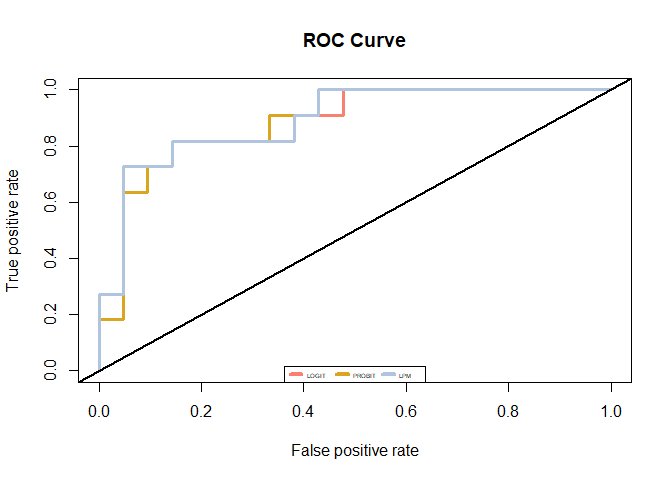 ROC Curve
True positive rate
1.0
0.8
0.6
0.4
0.2
0.0
LOGIT PROBIT LPM
0.0 0.2 0.4 0.6 0.8 1.0
False positive rate